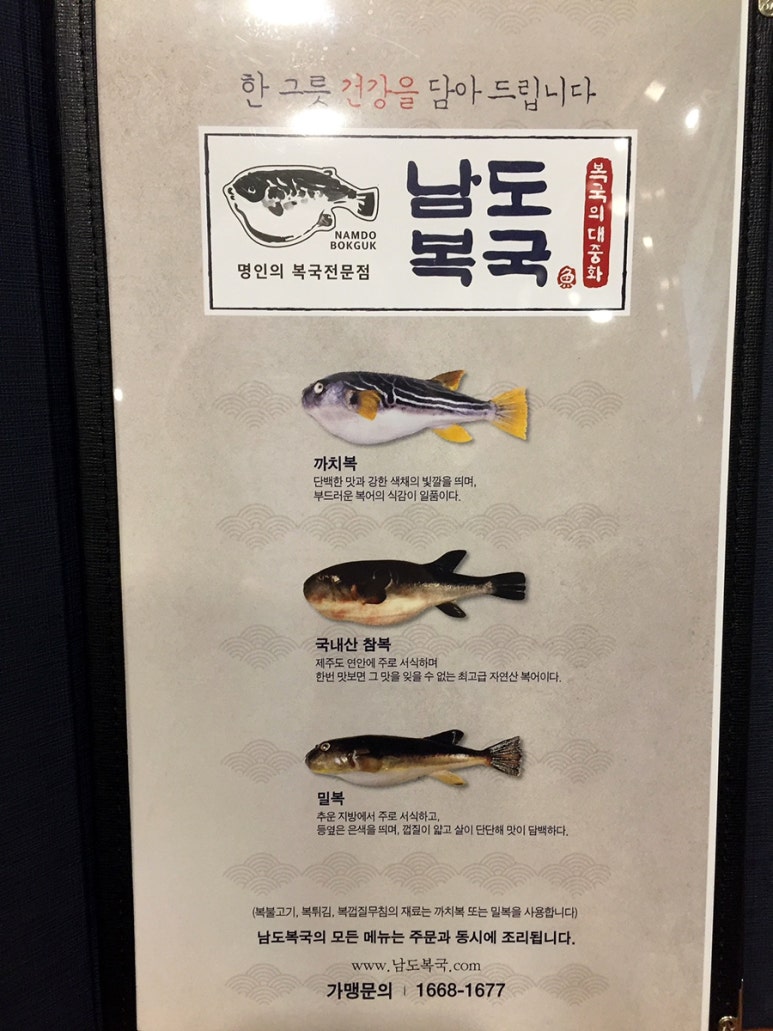 한 그릇 건강을 담아 드립니다
NAMDO
BOKGUK
명인의 복국전문점
남도
복국
魚
복국의 대중화
까치복
단백한 맛과 강한 색채의 빛깔을 띄며,
부드러운 복어의 식감이 일품이다.
국내산 참복
제주도 연안에 주로 서식하며
한번 맛보면 그 맛을 잊을 수 없는 최고급 자연산 복어이다.
밀복
추운 지방에서 주로 서식하고,
등옆은 은색을 띄며, 껍질이 얇고 살이 단단해 맛이 담백하다.
(복불고기, 복튀김, 복껍질무침의 재료는 까치복 또는 밀복을 사용합니다)
남도복국의 모든 메뉴는 주문과 동시에 조리됩니다.
www.남도복국.com
가맹문의 | 1668-1677